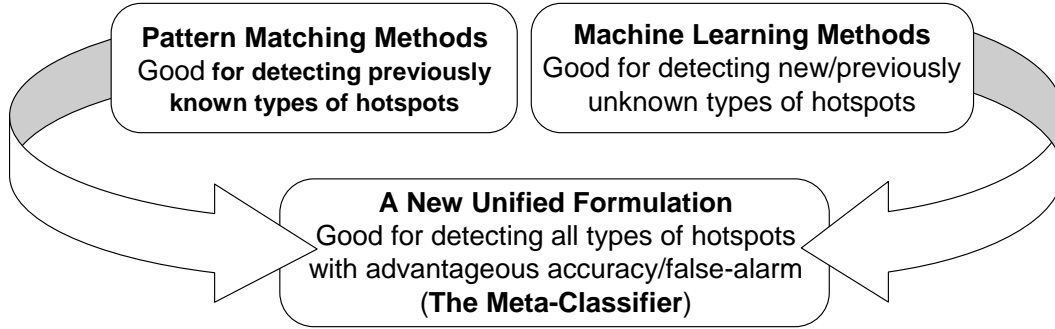 Pattern Matching Methods
Good for detecting previously
known types of hotspots
Machine Learning Methods
Good for detecting new/previously
unknown types of hotspots
A New Unified Formulation
Good for detecting all types of hotspots
with advantageous accuracy/false-alarm
(The Meta-Classifier)